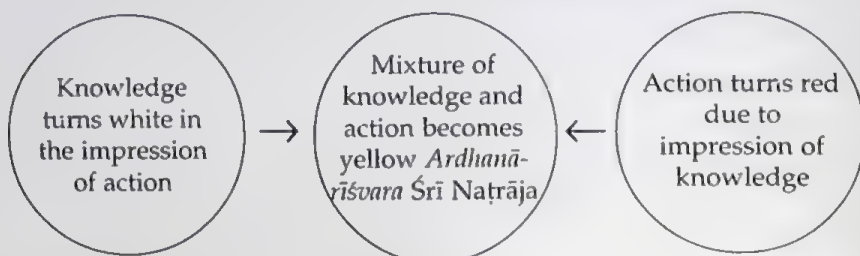 Knowledge
turns white in
the impression
of action
→
Mixture of
knowledge and
action becomes
yellow Ardhanā-
rīśvara Śrī Naṭrāja
←
Action turns red
due to
impression of
knowledge